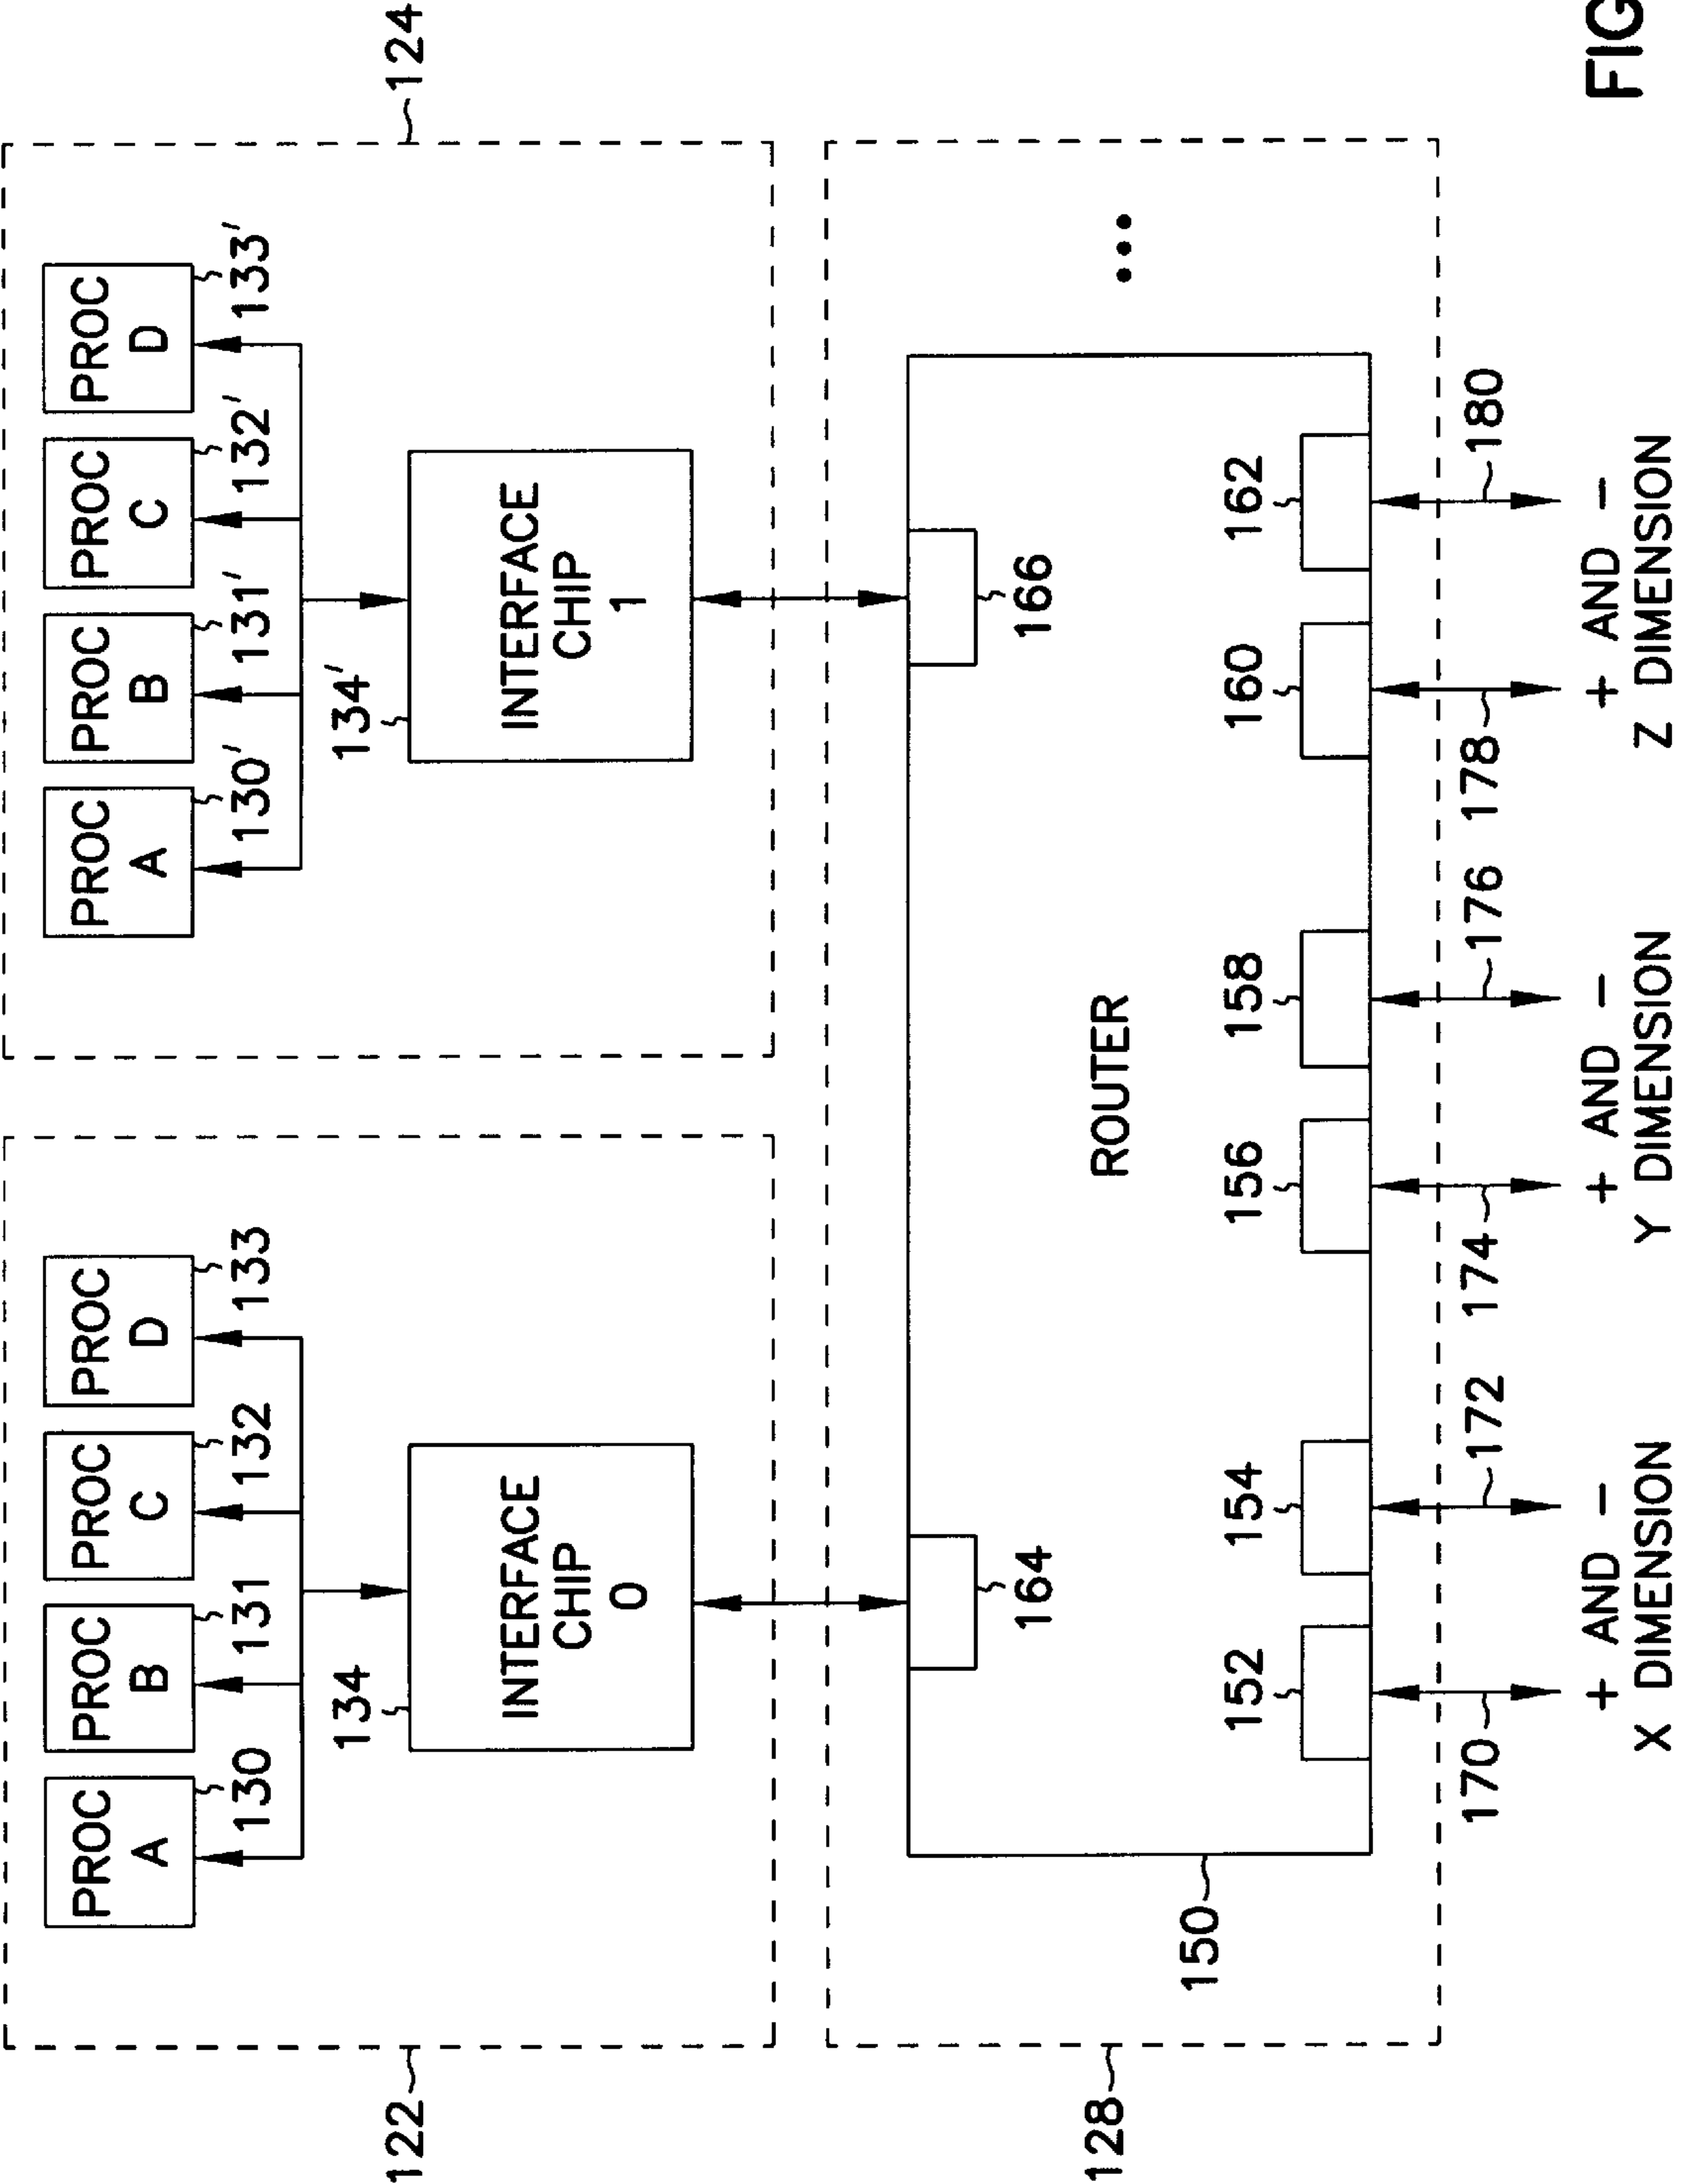 PROC
A
PROC
B
PROC
C
PROC
D
130
131
132
133
PROC
A
PROC
B
PROC
C
PROC
D
130'
131'
132'
133'
134
134'
INTERFACE
CHIP
0
INTERFACE
CHIP
1
122
124
164
166
ROUTER
•••
152
154
156
158
160
162
150
128
170
172
174
176
178
180
+ AND -
X DIMENSION
+ AND -
Y DIMENSION
+ AND -
Z DIMENSION
FIG